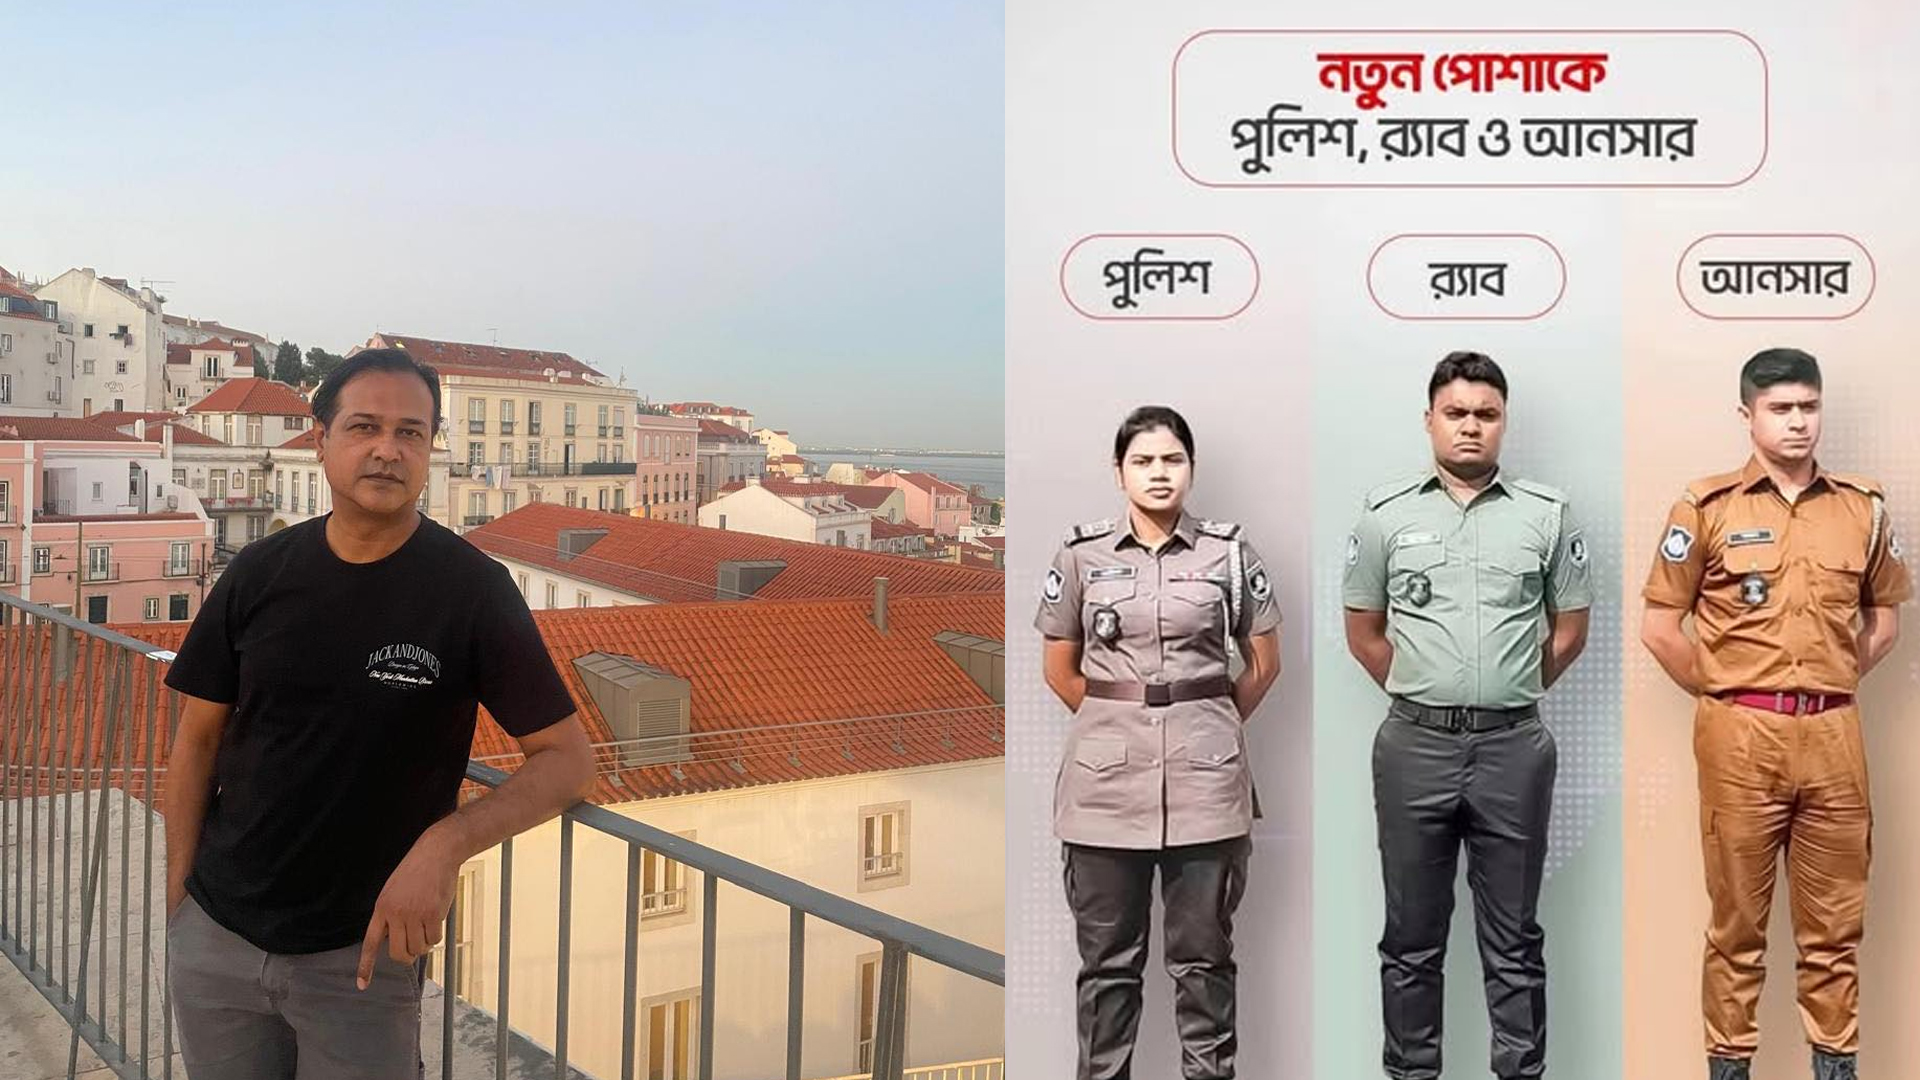 JACKANDJONES
নতুন পোশাকে
পুলিশ, র‍্যাব ও আনসার
পুলিশ
র‍্যাব
আনসার